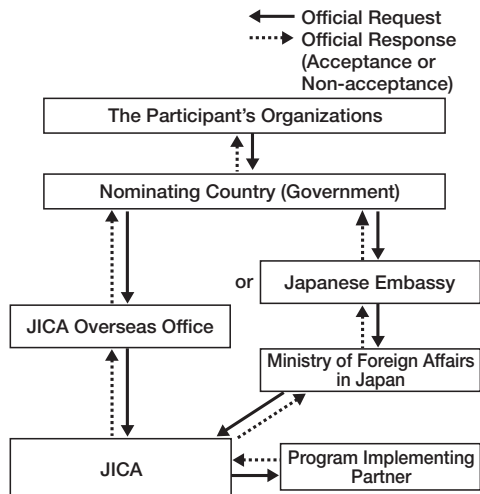 Official Request
Official Response
(Acceptance or
Non-acceptance)
The Participant's Organizations
Nominating Country (Government)
or
Japanese Embassy
JICA Overseas Office
Ministry of Foreign Affairs
in Japan
JICA
Program Implementing
Partner